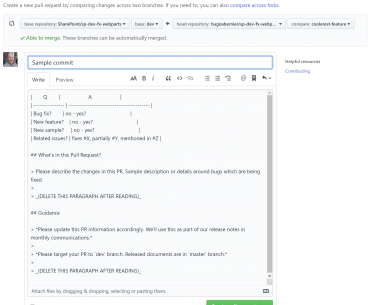 Create a new pull request by comparing changes across two branches. If you need to, you can also compare across forks.
base repository: SharePoint/sp-dev-fx-webparts base: dev head repository: hugoabernier/sp-dev-fx-webp... compare: coolerest-feature
Able to merge. These branches can be automatically merged.
Sample commit
Helpful resources
Contributing
Write Preview
AA B i
| Q | A |
| --------------- | --------------------------------------- |
| Bug fix? | no - yes? |
| New feature? | no - yes? |
| New sample? | no - yes? |
| Related issues? | fixes #X, partially #Y, mentioned in #Z |
## What's in this Pull Request?
> Please describe the changes in this PR. Sample description or details around bugs which are being
fixed.
>
> _(DELETE THIS PARAGRAPH AFTER READING)_
## Guidance
> *Please update this PR information accordingly. We'll use this as part of our release notes in
monthly communications.*
>
> *Please target your PR to `dev` branch. Released documents are in `master` branch.*
>
> _(DELETE THIS PARAGRAPH AFTER READING)_
Attach files by dragging & dropping, selecting or pasting them.